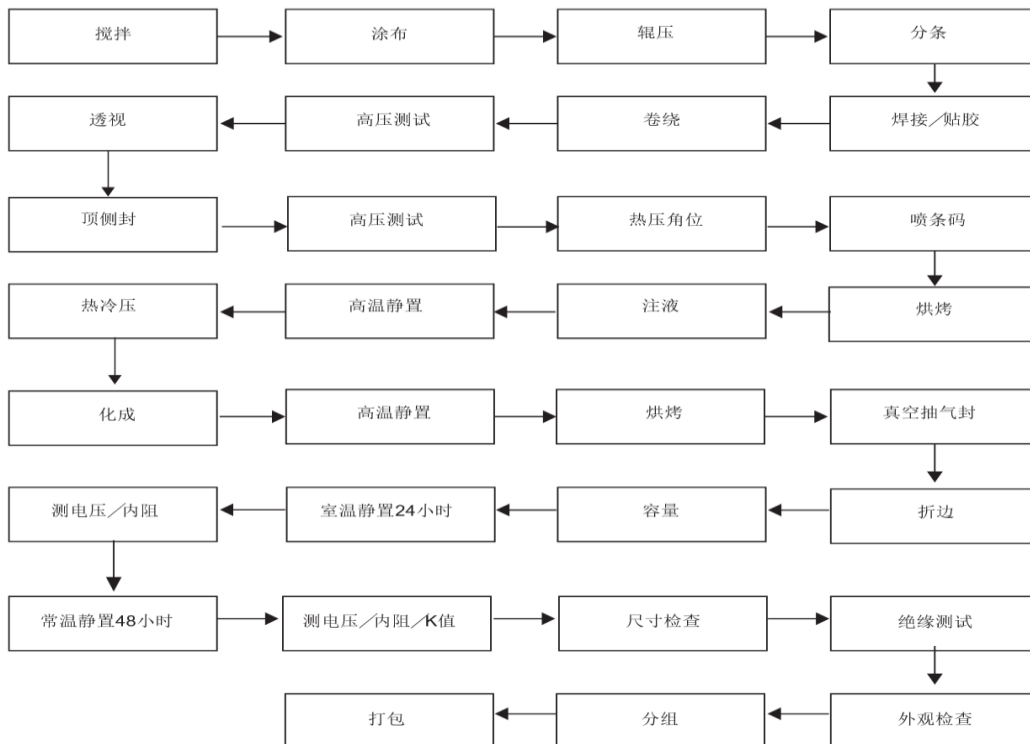 搅拌
涂布
辊压
分条
焊接／贴胶
卷绕
高压测试
透视
顶侧封
高压测试
热压角位
喷条码
烘烤
注液
高温静置
热冷压
化成
高温静置
烘烤
真空抽气封
折边
容量
室温静置24小时
测电压／内阻
常温静置48小时
测电压／内阻／K值
尺寸检查
绝缘测试
外观检查
分组
打包